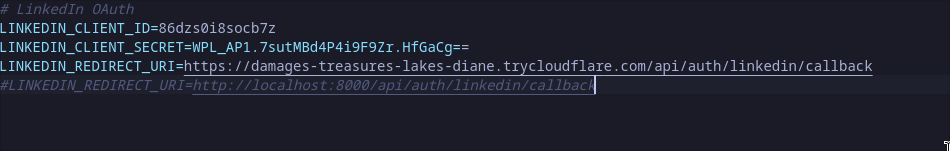 # LinkedIn OAuth
LINKEDIN_CLIENT_ID=86dzs0i8socb7z
LINKEDIN_CLIENT_SECRET=WPL_AP1.7sutMBd4P4i9F9Zr.HfGaCg==
LINKEDIN_REDIRECT_URI=https://damages-treasures-lakes-diane.trycloudflare.com/api/auth/linkedin/callback
#LINKEDIN_REDIRECT_URI=http://localhost:8000/api/auth/linkedin/callback